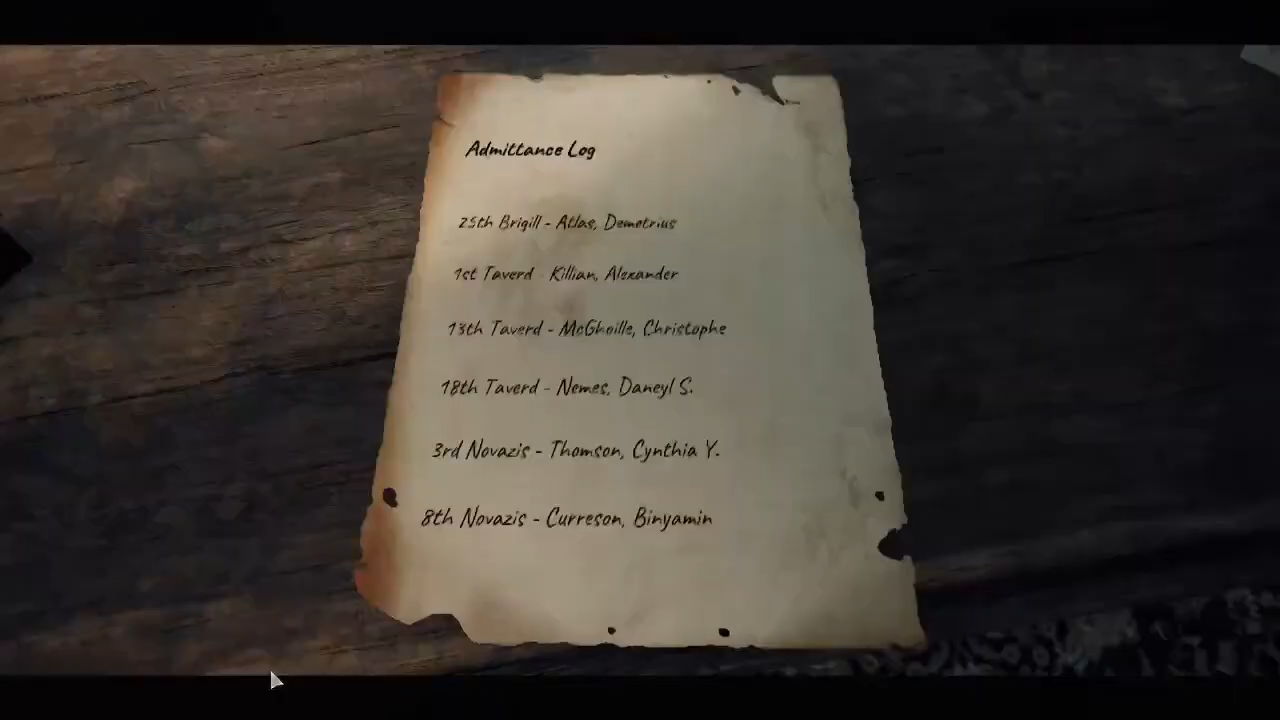 Admittance Log
25th Brigill - Atlas, Demetrius
1st Taverd - Killian, Alexander
13th Taverd - McGhoille, Christophe
18th Taverd - Nemes, Daneyl S.
3rd Novazis - Thomson, Cynthia Y.
8th Novazis - Curreson, Binyamin